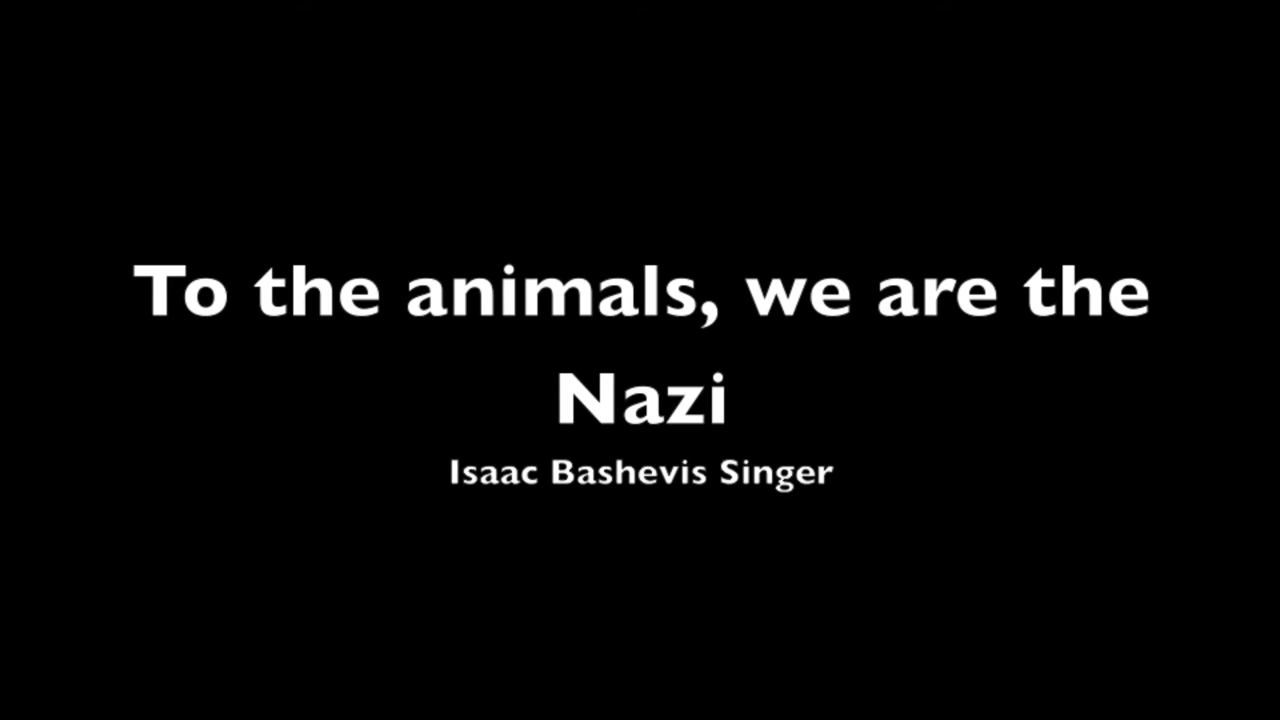 To the animals, we are the
Nazi
Isaac Bashevis Singer